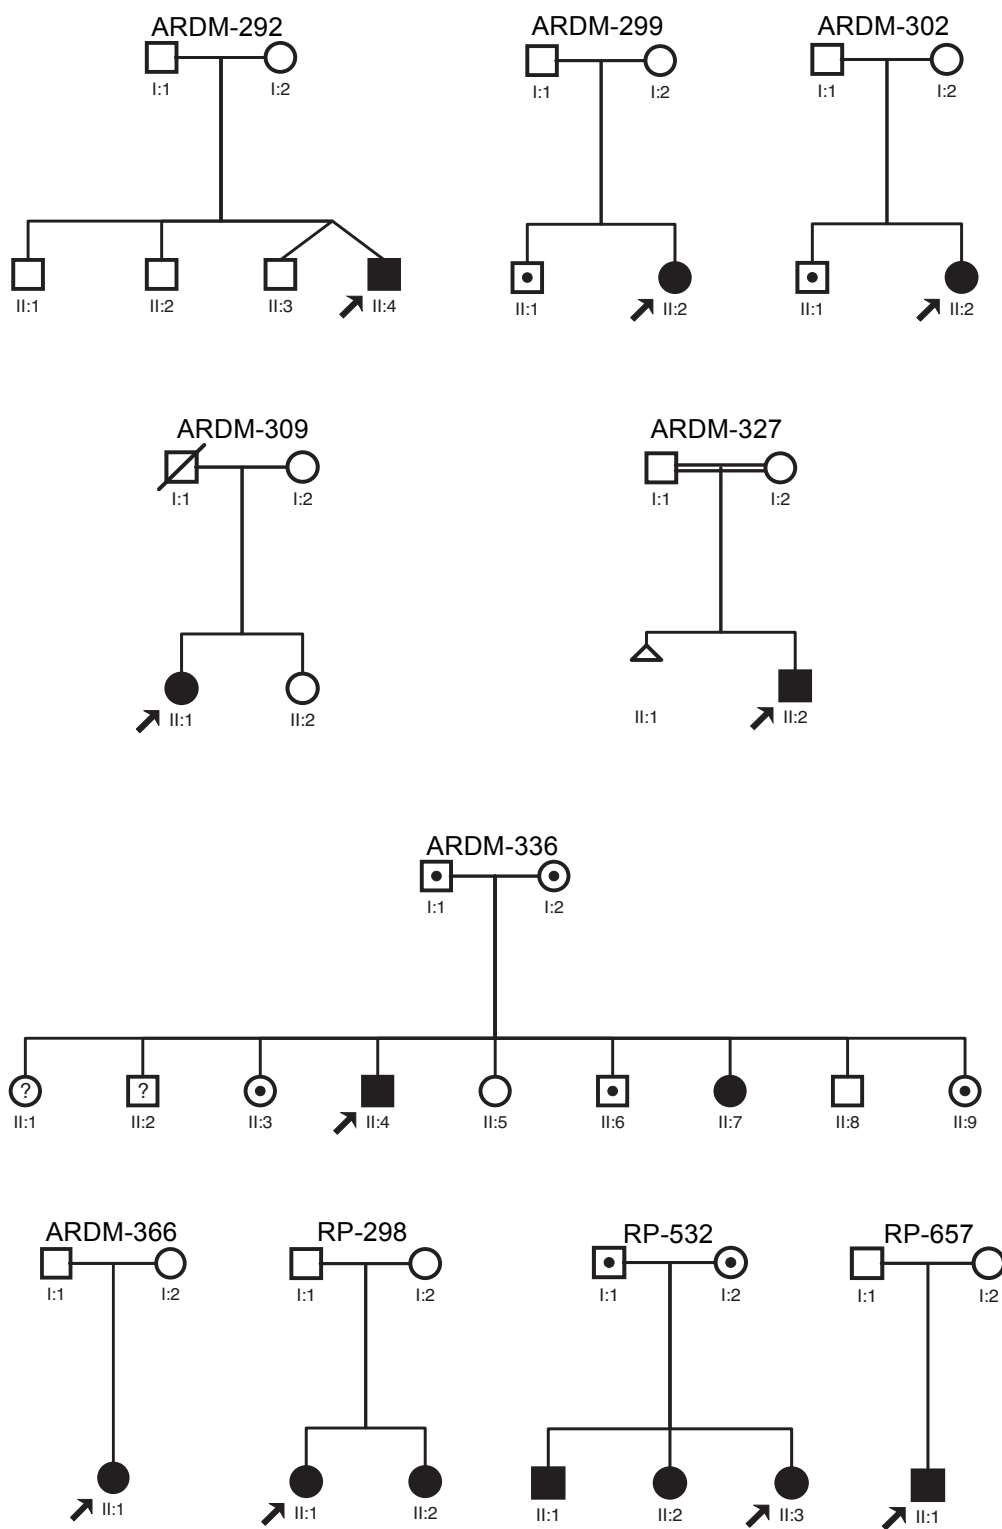 ARDM-292 ARDM-299 ARDM-302
I:1 I:2 I:1 I:2 I:1 I:2
II:1 II:2 II:3 II:4 II:1 II:2 II:1 II:2
ARDM-309 ARDM-327
I:1 I:2 I:1 I:2
II:1 II:2 II:1 II:2
ARDM-336
I:1 I:2
? ?
II:1 II:2 II:3 II:4 II:5 II:6 II:7 II:8 II:9
ARDM-366 RP-298 RP-532 RP-657
I:1 I:2 I:1 I:2 I:1 I:2 I:1 I:2
II:1 II:1 II:2 II:1 II:2 II:3 II:1